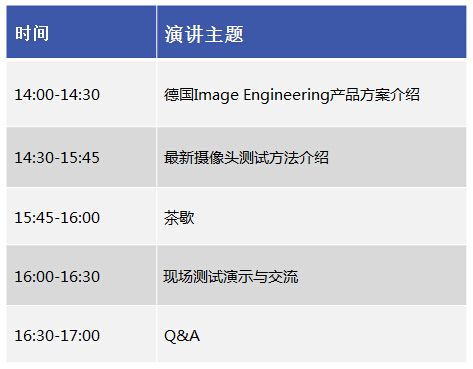 时间 演讲主题
14:00-14:30 德国Image Engineering产品方案介绍
14:30-15:45 最新摄像头测试方法介绍
15:45-16:00 茶歇
16:00-16:30 现场测试演示与交流
16:30-17:00 Q&A